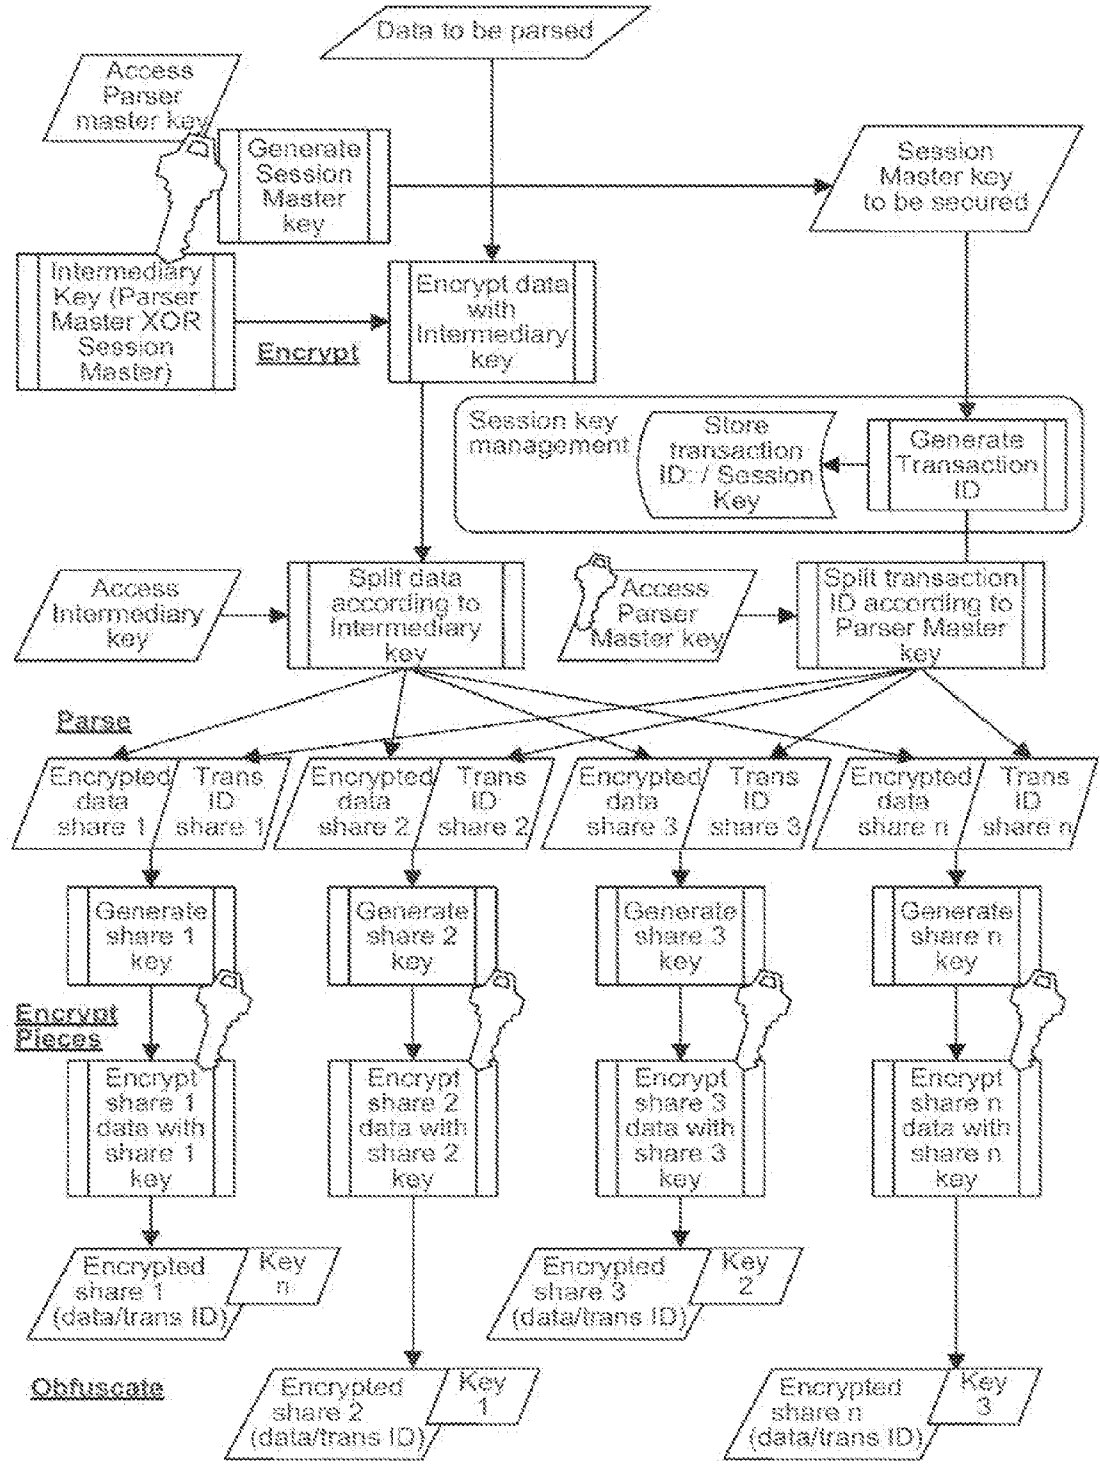 Data to be parsed
Access
Parser
master key
Generate
Session
Master
key
Session
Master key
to be secured
Intermediary
Key (Parser
Master XOR
Session
Master)
Encrypt
Encrypt data
with
Intermediary
key
Session key
management
Store
transaction
ID: / Session
Key
Generate
Transaction
ID
Access
Intermediary
key
Split data
according to
Intermediary
key
Access
Parser
Master key
Split transaction
ID according to
Parser Master
key
Parse
Encrypted
data
share 1
Trans
ID
share 1
Encrypted
data
share 2
Trans
ID
share 2
Encrypted
data
share 3
Trans
ID
share 3
Encrypted
data
share n
Trans
ID
share n
Generate
share 1
key
Generate
share 2
key
Generate
share 3
key
Generate
share n
key
Encrypt
Pieces
Encrypt
share 1
data with
share 1
key
Encrypt
share 2
data with
share 2
key
Encrypt
share 3
data with
share 3
key
Encrypt
share n
data with
share n
key
Encrypted
share 1
(data/trans ID)
Key
n
Encrypted
share 3
(data/trans ID)
Key
2
Obfuscate
Encrypted
share 2
(data/trans ID)
Key
1
Encrypted
share n
(data/trans ID)
Key
3